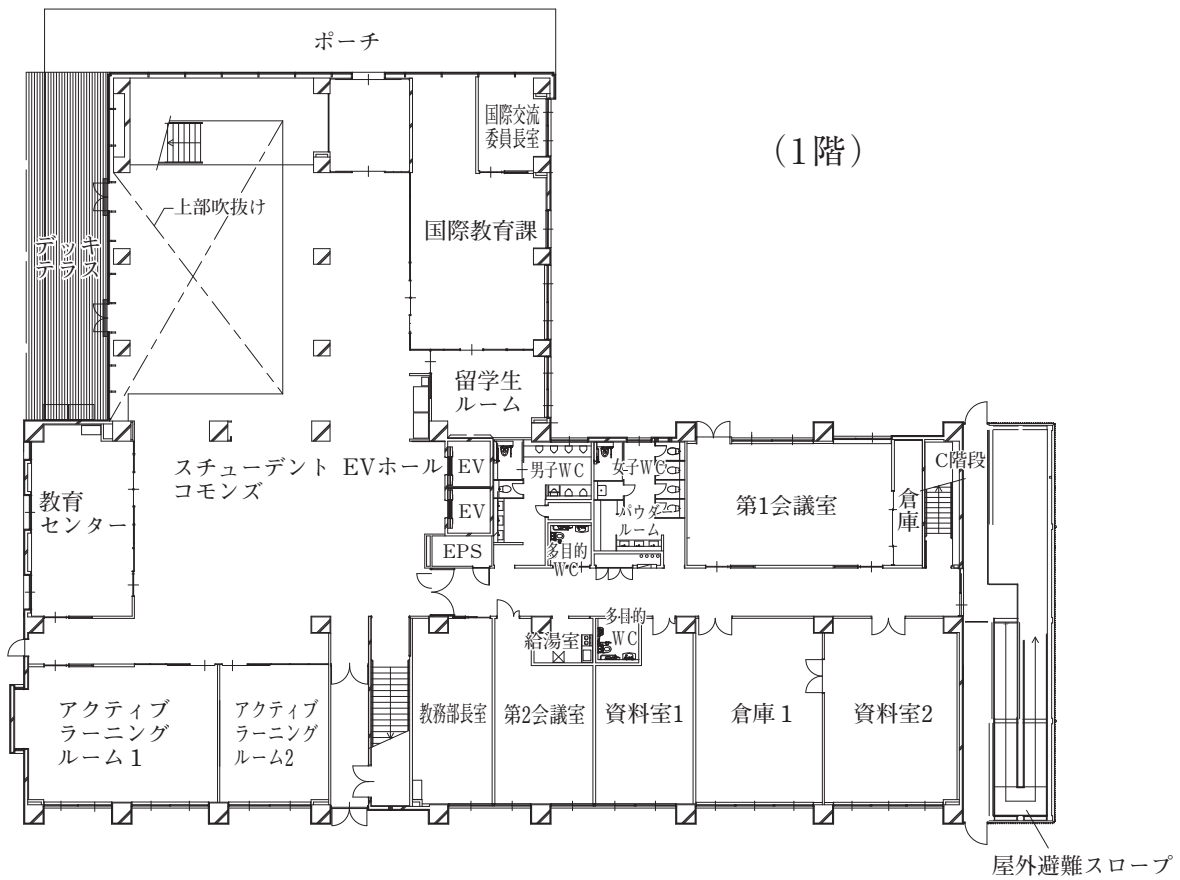 ポーチ
国際交流
委員長室
(1階)
上部吹抜け
国際教育課
デッキ
テラス
留学生
ルーム
スチューデント EVホール
コモンズ
EV
男子WC
女子WC
C階段
教育
センター
EV
パウダー
ルーム
第1会議室
倉庫
EPS
多目的
WC
多目的
WC
給湯室
アクティブ
ラーニング
ルーム1
アクティブ
ラーニング
ルーム2
教務部長室
第2会議室
資料室1
倉庫1
資料室2
屋外避難スロープ